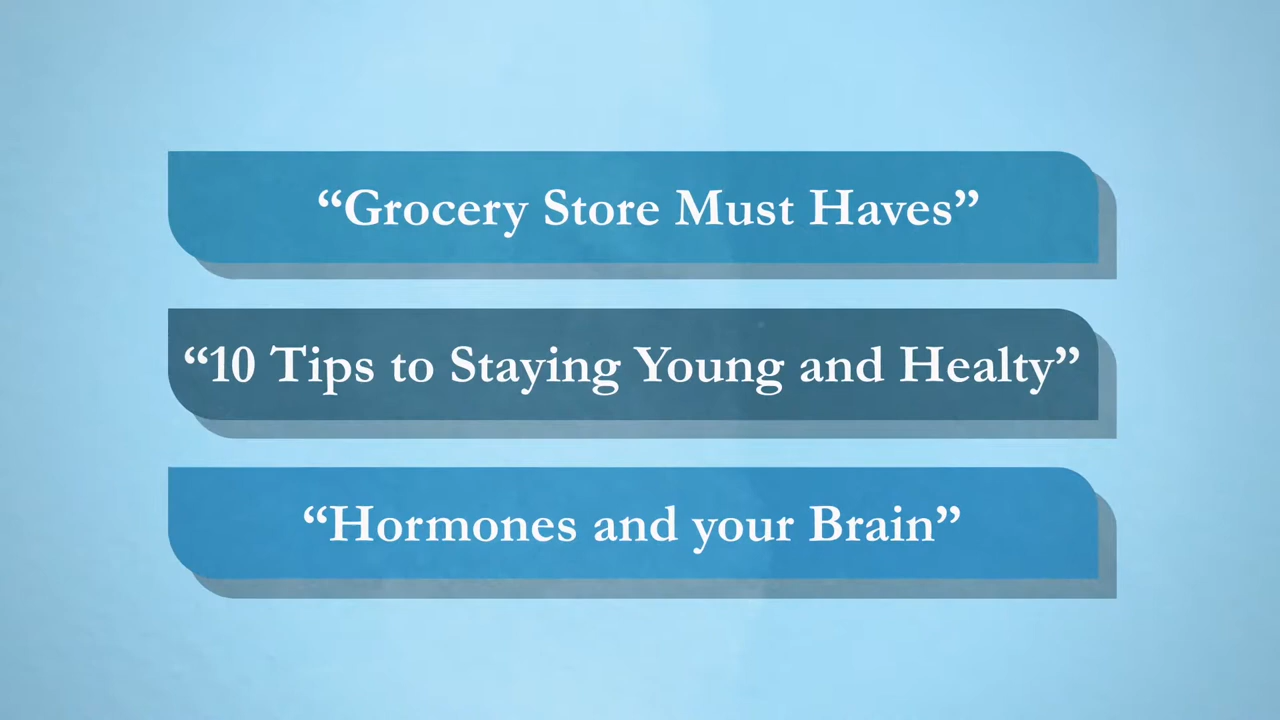 “Grocery Store Must Haves”
“10 Tips to Staying Young and Healty”
“Hormones and your Brain”